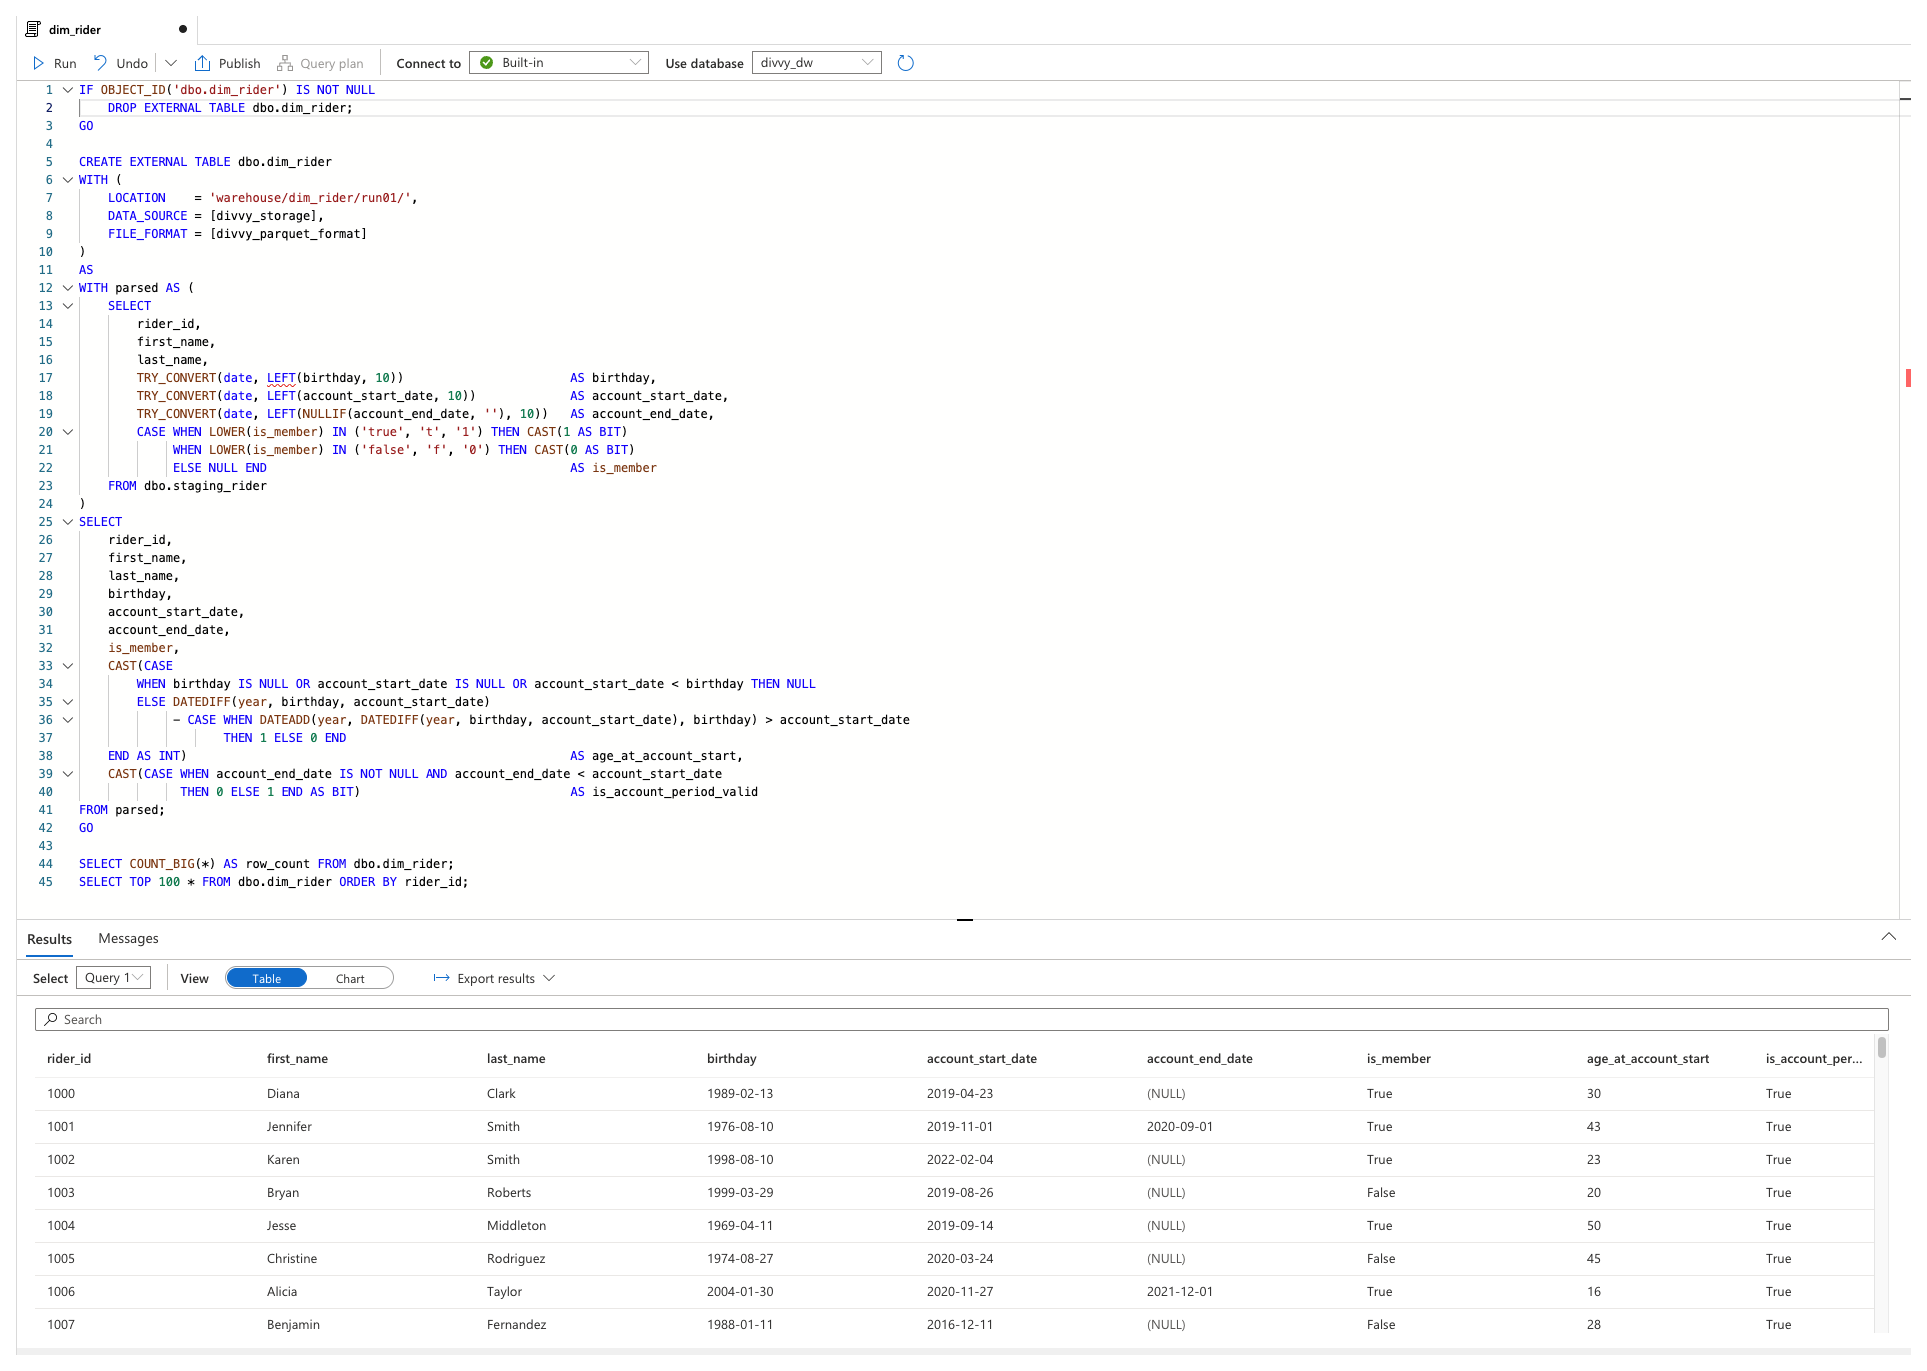 dim_rider
Run Undo Publish Query plan Connect to Built-in Use database divvy_dw
1 IF OBJECT_ID('dbo.dim_rider') IS NOT NULL
2 DROP EXTERNAL TABLE dbo.dim_rider;
3 GO
4
5 CREATE EXTERNAL TABLE dbo.dim_rider
6 WITH (
7 LOCATION = 'warehouse/dim_rider/run01/',
8 DATA_SOURCE = [divvy_storage],
9 FILE_FORMAT = [divvy_parquet_format]
10 )
11 AS
12 WITH parsed AS (
13 SELECT
14 rider_id,
15 first_name,
16 last_name,
17 TRY_CONVERT(date, LEFT(birthday, 10)) AS birthday,
18 TRY_CONVERT(date, LEFT(account_start_date, 10)) AS account_start_date,
19 TRY_CONVERT(date, LEFT(NULLIF(account_end_date, ''), 10)) AS account_end_date,
20 CASE WHEN LOWER(is_member) IN ('true', 't', '1') THEN CAST(1 AS BIT)
21 WHEN LOWER(is_member) IN ('false', 'f', '0') THEN CAST(0 AS BIT)
22 ELSE NULL END AS is_member
23 FROM dbo.staging_rider
24 )
25 SELECT
26 rider_id,
27 first_name,
28 last_name,
29 birthday,
30 account_start_date,
31 account_end_date,
32 is_member,
33 CAST(CASE
34 WHEN birthday IS NULL OR account_start_date IS NULL OR account_start_date < birthday THEN NULL
35 ELSE DATEDIFF(year, birthday, account_start_date)
36 - CASE WHEN DATEADD(year, DATEDIFF(year, birthday, account_start_date), birthday) > account_start_date
37 THEN 1 ELSE 0 END
38 END AS INT) AS age_at_account_start,
39 CAST(CASE WHEN account_end_date IS NOT NULL AND account_end_date < account_start_date
40 THEN 0 ELSE 1 END AS BIT) AS is_account_period_valid
41 FROM parsed;
42 GO
43
44 SELECT COUNT_BIG(*) AS row_count FROM dbo.dim_rider;
45 SELECT TOP 100 * FROM dbo.dim_rider ORDER BY rider_id;
Results Messages
Select Query 1 View Table Chart Export results
Search
rider_id first_name last_name birthday account_start_date account_end_date is_member age_at_account_start is_account_per...
1000 Diana Clark 1989-02-13 2019-04-23 (NULL) True 30 True
1001 Jennifer Smith 1976-08-10 2019-11-01 2020-09-01 True 43 True
1002 Karen Smith 1998-08-10 2022-02-04 (NULL) True 23 True
1003 Bryan Roberts 1999-03-29 2019-08-26 (NULL) False 20 True
1004 Jesse Middleton 1969-04-11 2019-09-14 (NULL) True 50 True
1005 Christine Rodriguez 1974-08-27 2020-03-24 (NULL) False 45 True
1006 Alicia Taylor 2004-01-30 2020-11-27 2021-12-01 True 16 True
1007 Benjamin Fernandez 1988-01-11 2016-12-11 (NULL) False 28 True